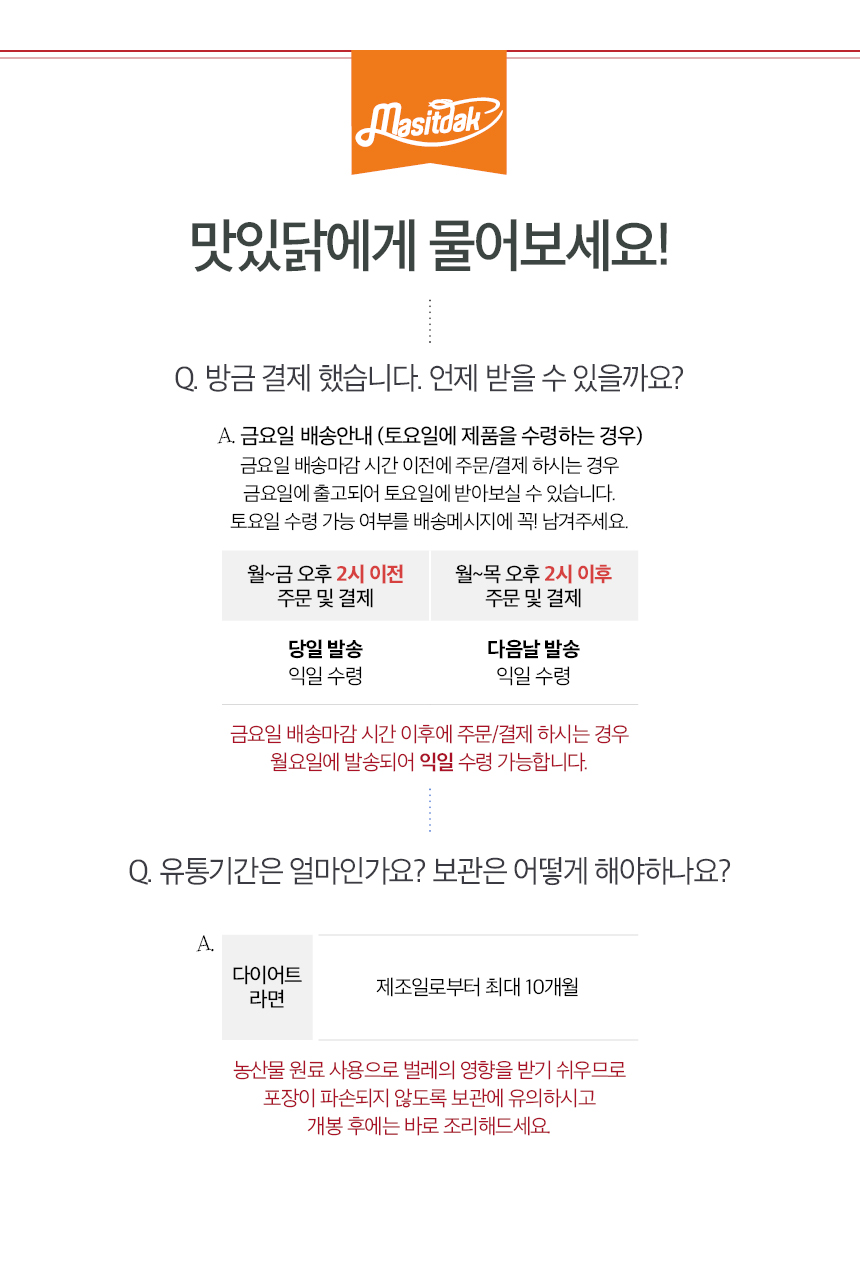 Masitdak
맛있닭에게 물어보세요!
Q. 방금 결제 했습니다. 언제 받을 수 있을까요?
A. 금요일 배송안내 (토요일에 제품을 수령하는 경우)
금요일 배송마감 시간 이전에 주문/결제 하시는 경우
금요일에 출고되어 토요일에 받아보실 수 있습니다.
토요일 수령 가능 여부를 배송메시지에 꼭! 남겨주세요.
월~금 오후 2시 이전
주문 및 결제
월~목 오후 2시 이후
주문 및 결제
당일 발송
익일 수령
다음날 발송
익일 수령
금요일 배송마감 시간 이후에 주문/결제 하시는 경우
월요일에 발송되어 익일 수령 가능합니다.
Q. 유통기간은 얼마인가요? 보관은 어떻게 해야하나요?
A.
다이어트
라면
제조일로부터 최대 10개월
농산물 원료 사용으로 벌레의 영향을 받기 쉬우므로
포장이 파손되지 않도록 보관에 유의하시고
개봉 후에는 바로 조리해드세요.